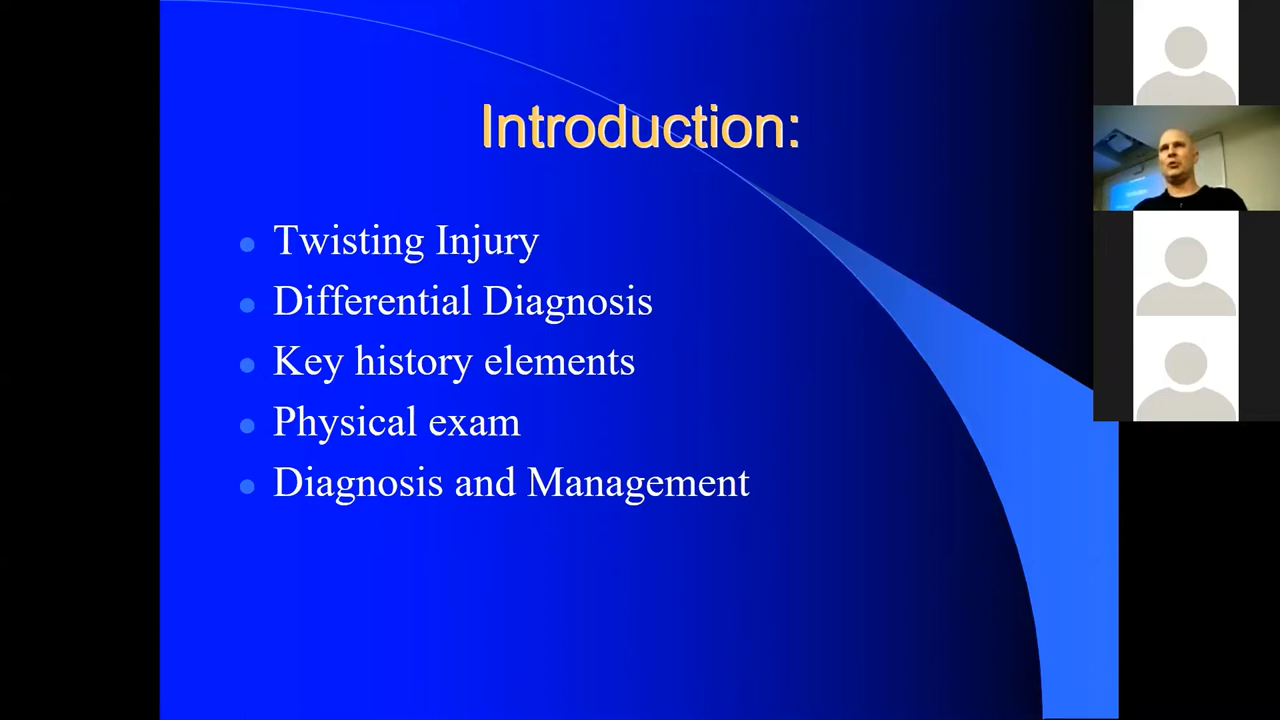 Introduction:
Twisting Injury
Differential Diagnosis
Key history elements
Physical exam
Diagnosis and Management